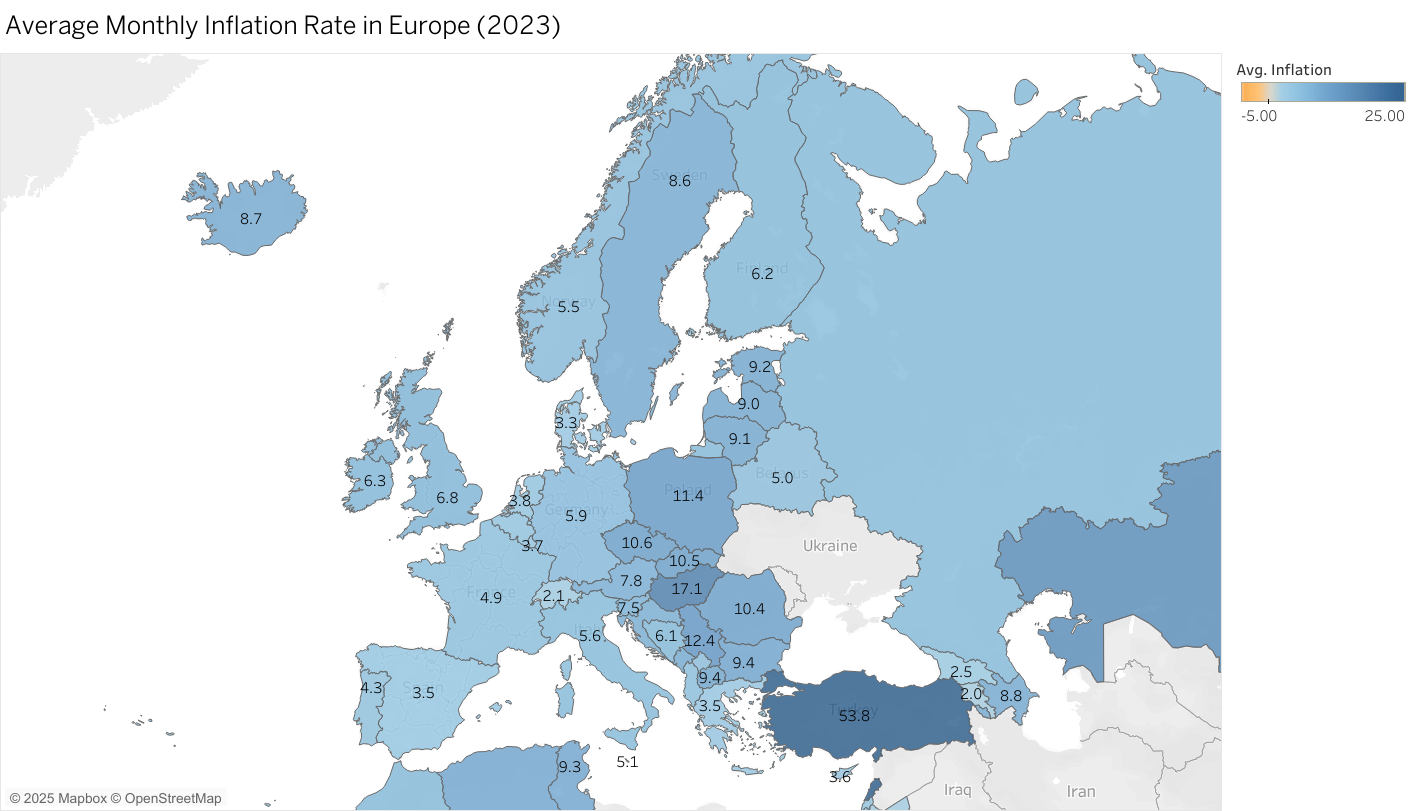 Average Monthly Inflation Rate in Europe (2023)
Avg. Inflation
-5.00 25.00
Sweden
8.6
8.7
Finland
6.2
Norway
5.5
9.2
9.0
3.3
9.1
6.3
Belarus
5.0
6.8
3.8
Poland
11.4
Germany
5.9
10.6
3.7
Ukraine
10.5
7.8
17.1
France
4.9
2.1
7.5
10.4
Italy
5.6
6.1
12.4
9.4
2.5
9.4
4.3
Spain
3.5
2.0
8.8
3.5
Turkey
53.8
5.1
9.3
3.6
Iraq
Iran
© 2025 Mapbox © OpenStreetMap